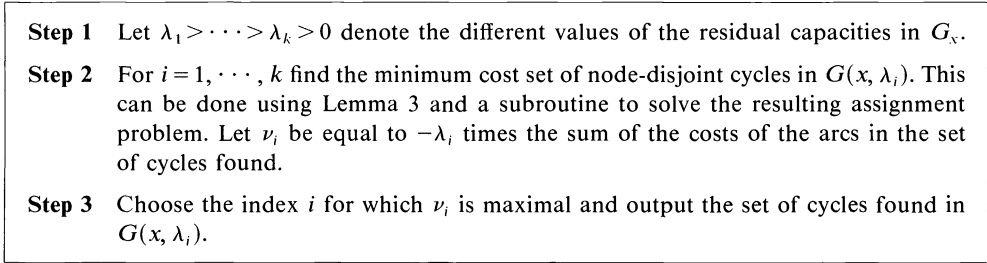 Step 1 Let λ₁ > · · · > λₖ > 0 denote the different values of the residual capacities in Gₓ.
Step 2 For i = 1, · · · , k find the minimum cost set of node-disjoint cycles in G(x, λᵢ). This
can be done using Lemma 3 and a subroutine to solve the resulting assignment
problem. Let νᵢ be equal to −λᵢ times the sum of the costs of the arcs in the set
of cycles found.
Step 3 Choose the index i for which νᵢ is maximal and output the set of cycles found in
G(x, λᵢ).